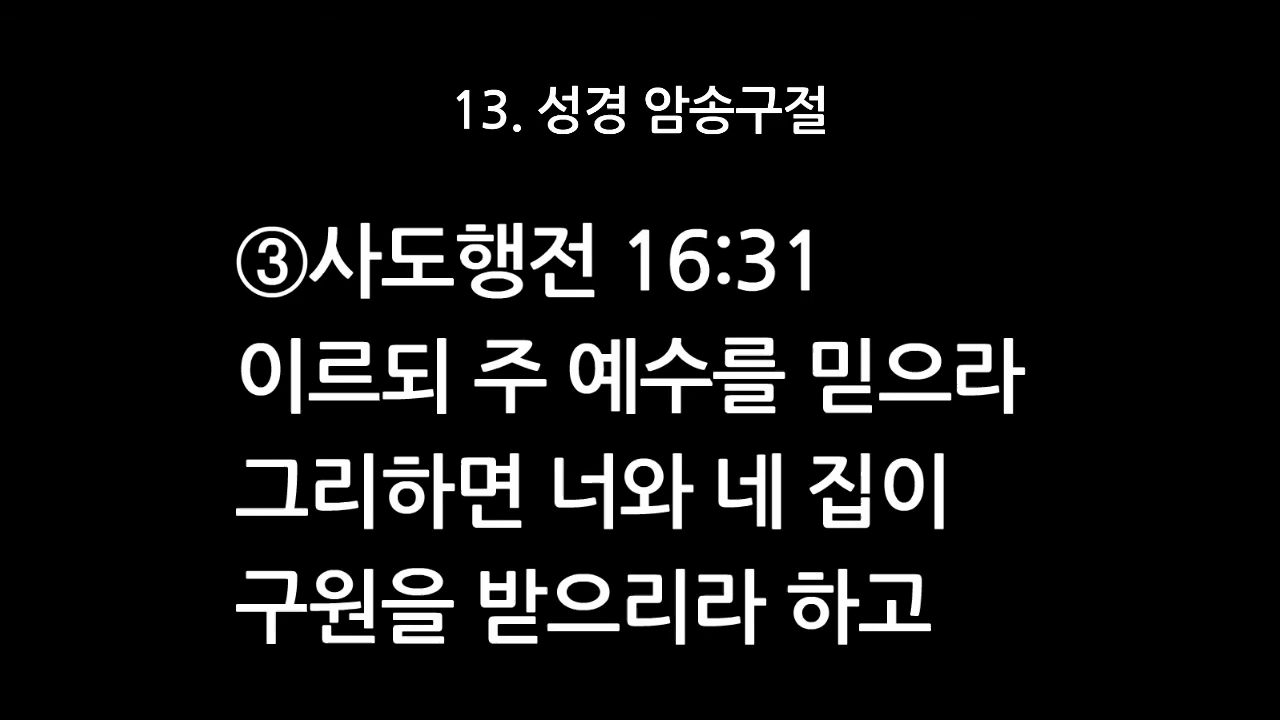 13. 성경 암송구절
③사도행전 16:31
이르되 주 예수를 믿으라
그리하면 너와 네 집이
구원을 받으리라 하고